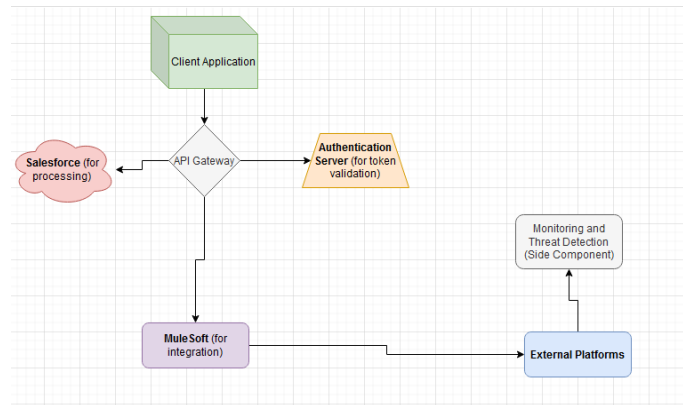 Client Application
Salesforce (for
processing)
API Gateway
Authentication
Server (for token
validation)
Monitoring and
Threat Detection
(Side Component)
MuleSoft (for
integration)
External Platforms